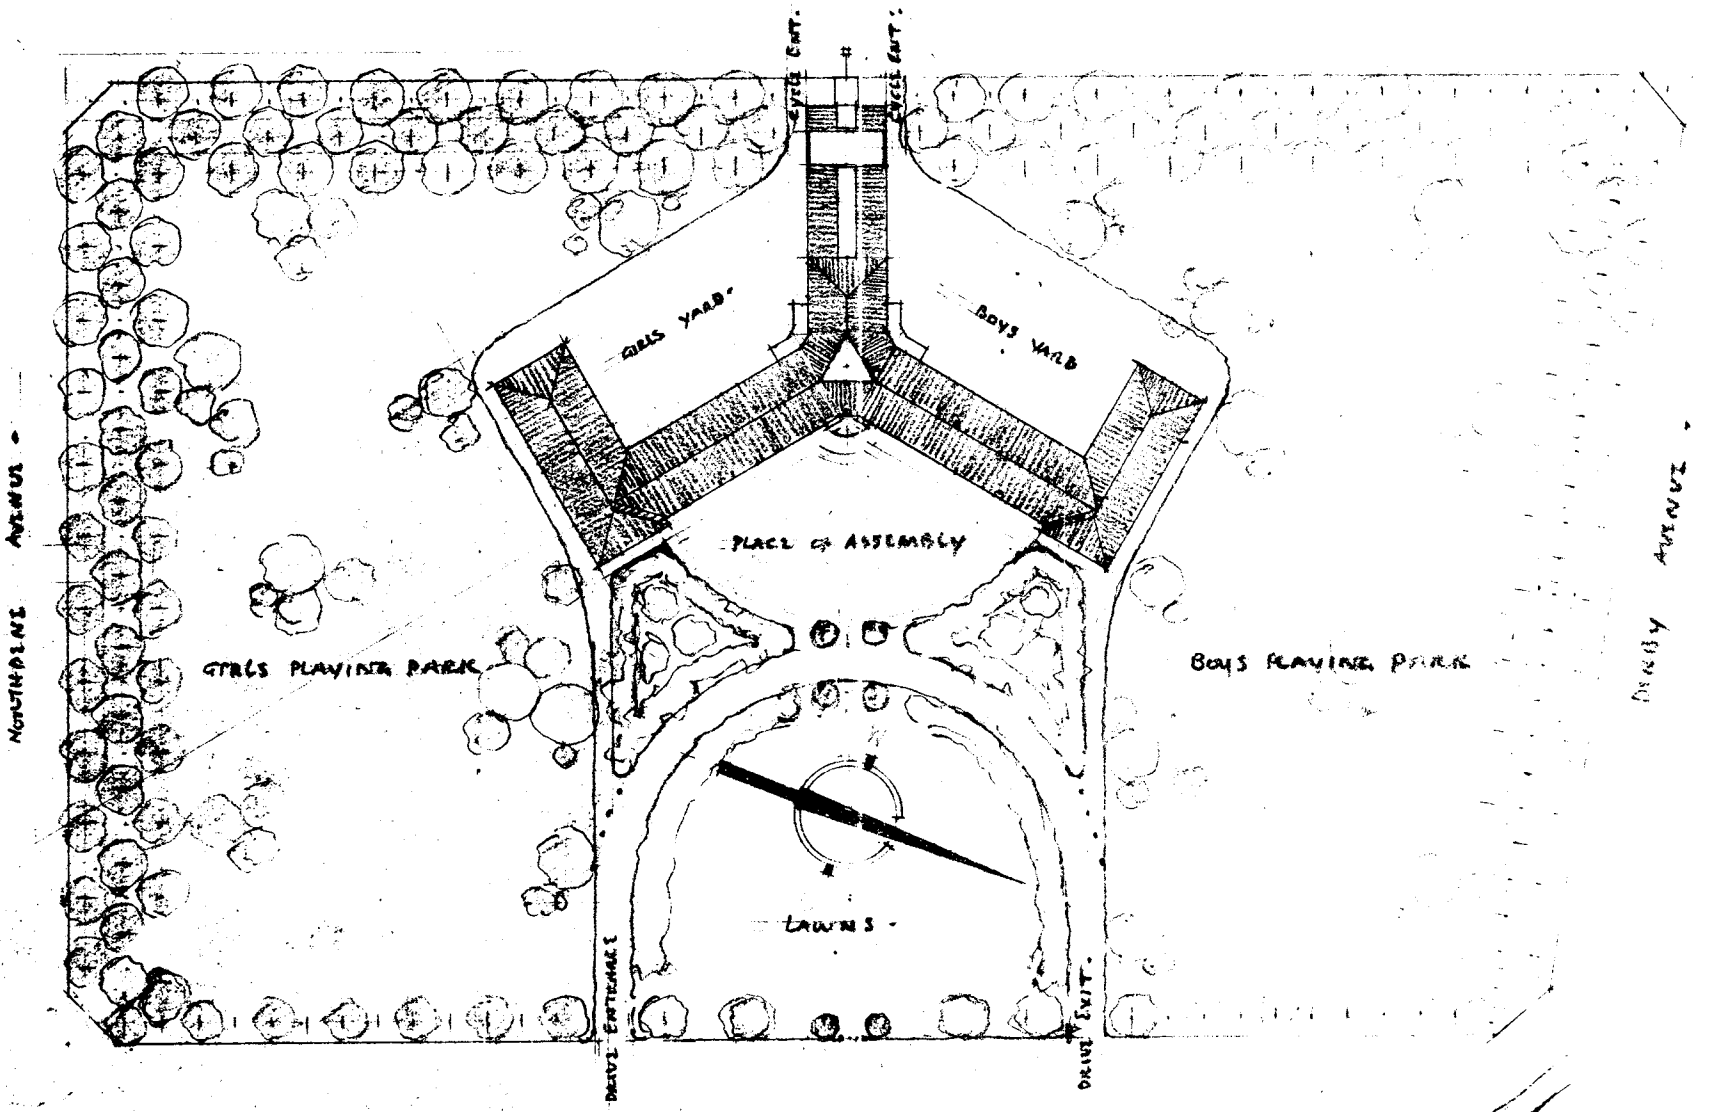 CYCLE ENT.
CYCLE ENT.
GIRLS YARD.
BOYS YARD
PLACE OF ASSEMBLY
GIRLS PLAYING PARK
BOYS PLAYING PARK
AVENUE
DERBY AVENUE
LAWNS
DRIVE ENTRANCE
DRIVE EXIT.